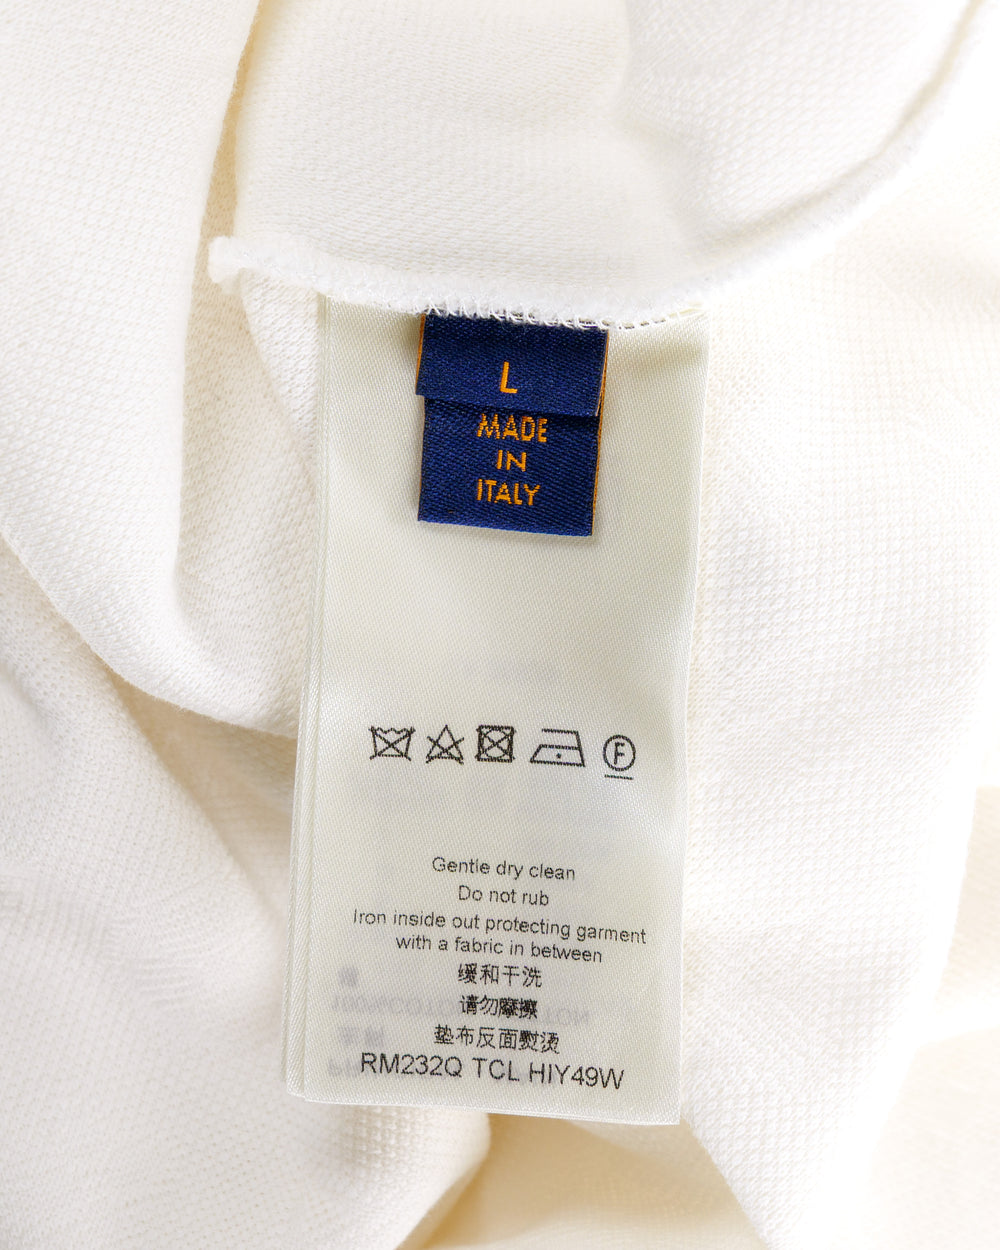 L
MADE
IN
ITALY
F
Gentle dry clean
Do not rub
Iron inside out protecting garment
with a fabric in between
缓和干洗
请勿摩擦
垫布反面熨烫
RM232Q TCL HIY49W